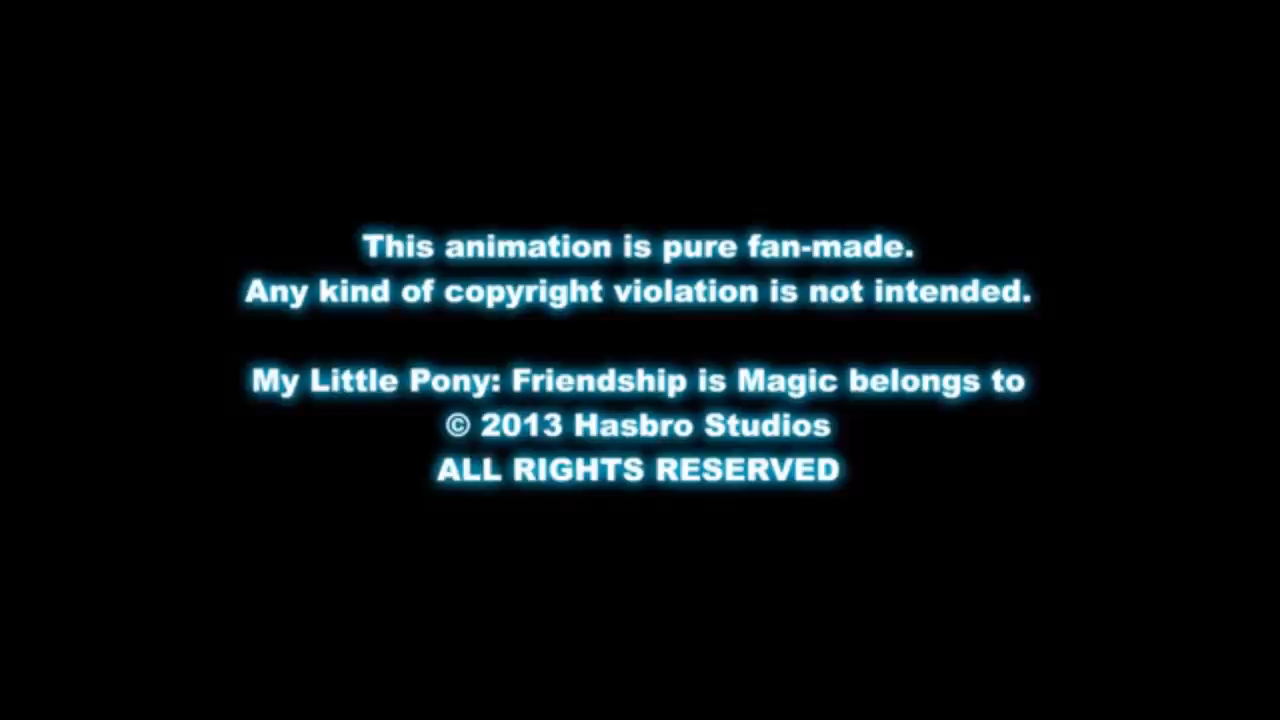 This animation is pure fan-made.
Any kind of copyright violation is not intended.
My Little Pony: Friendship is Magic belongs to
© 2013 Hasbro Studios
ALL RIGHTS RESERVED